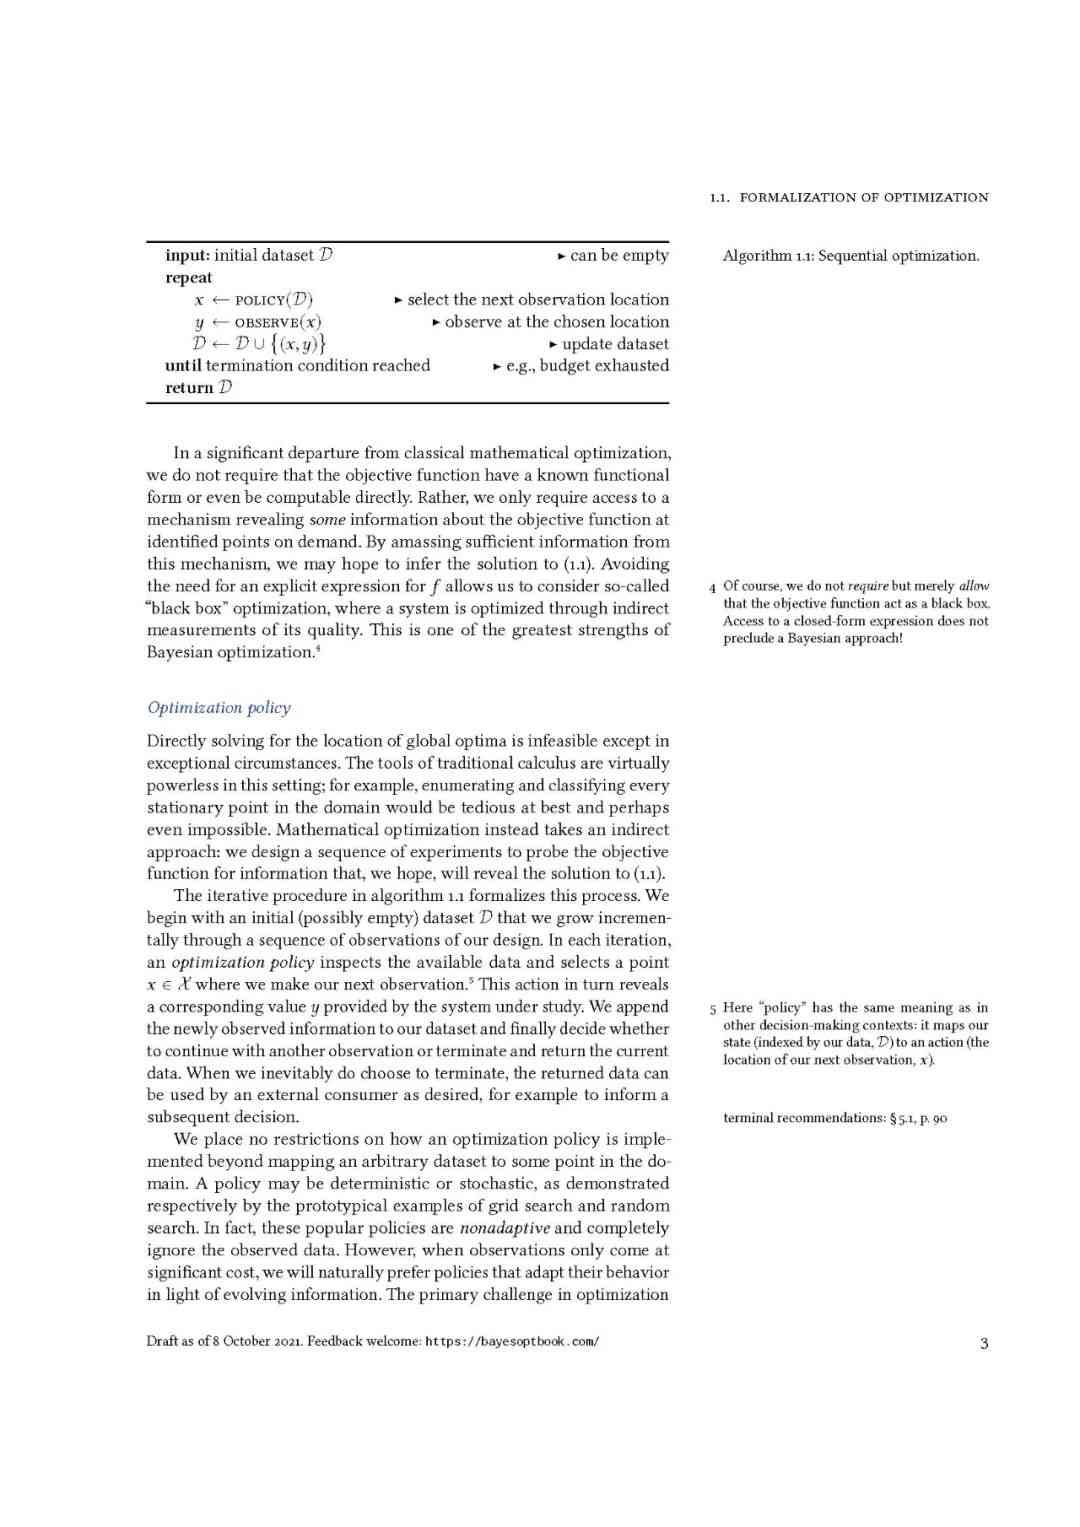 1.1. FORMALIZATION OF OPTIMIZATION
input: initial dataset 𝒟 ▶ can be empty
repeat
x ← POLICY(𝒟) ▶ select the next observation location
y ← OBSERVE(x) ▶ observe at the chosen location
𝒟 ← 𝒟 ∪ {(x, y)} ▶ update dataset
until termination condition reached ▶ e.g., budget exhausted
return 𝒟
Algorithm 1.1: Sequential optimization.
In a significant departure from classical mathematical optimization,
we do not require that the objective function have a known functional
form or even be computable directly. Rather, we only require access to a
mechanism revealing some information about the objective function at
identified points on demand. By amassing sufficient information from
this mechanism, we may hope to infer the solution to (1.1). Avoiding
the need for an explicit expression for f allows us to consider so-called
“black box” optimization, where a system is optimized through indirect
measurements of its quality. This is one of the greatest strengths of
Bayesian optimization.⁴
4 Of course, we do not require but merely allow
that the objective function act as a black box.
Access to a closed-form expression does not
preclude a Bayesian approach!
Optimization policy
Directly solving for the location of global optima is infeasible except in
exceptional circumstances. The tools of traditional calculus are virtually
powerless in this setting; for example, enumerating and classifying every
stationary point in the domain would be tedious at best and perhaps
even impossible. Mathematical optimization instead takes an indirect
approach: we design a sequence of experiments to probe the objective
function for information that, we hope, will reveal the solution to (1.1).
The iterative procedure in algorithm 1.1 formalizes this process. We
begin with an initial (possibly empty) dataset 𝒟 that we grow incremen-
tally through a sequence of observations of our design. In each iteration,
an optimization policy inspects the available data and selects a point
x ∈ 𝒳 where we make our next observation.⁵ This action in turn reveals
a corresponding value y provided by the system under study. We append
the newly observed information to our dataset and finally decide whether
to continue with another observation or terminate and return the current
data. When we inevitably do choose to terminate, the returned data can
be used by an external consumer as desired, for example to inform a
subsequent decision.
5 Here “policy” has the same meaning as in
other decision-making contexts: it maps our
state (indexed by our data, 𝒟) to an action (the
location of our next observation, x).
terminal recommendations: § 5.1, p. 90
We place no restrictions on how an optimization policy is imple-
mented beyond mapping an arbitrary dataset to some point in the do-
main. A policy may be deterministic or stochastic, as demonstrated
respectively by the prototypical examples of grid search and random
search. In fact, these popular policies are nonadaptive and completely
ignore the observed data. However, when observations only come at
significant cost, we will naturally prefer policies that adapt their behavior
in light of evolving information. The primary challenge in optimization
Draft as of 8 October 2021. Feedback welcome: https://bayesoptbook.com/
3